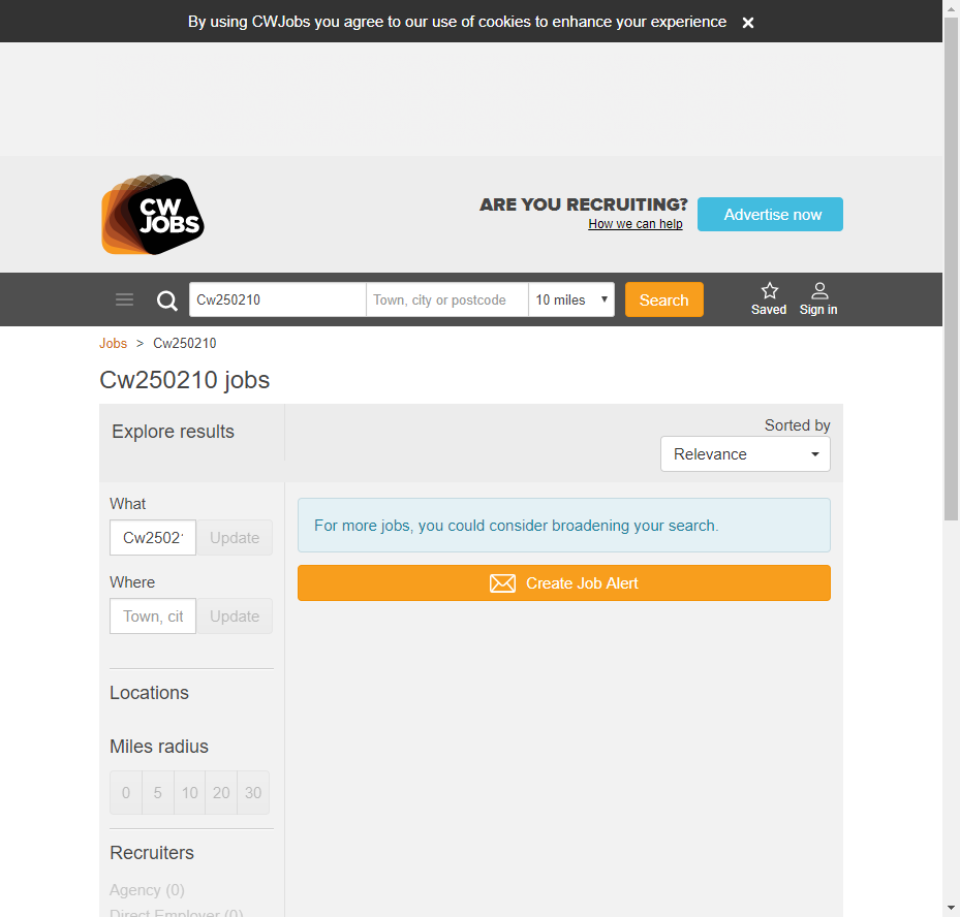 By using CWJobs you agree to our use of cookies to enhance your experience ×
CW
JOBS
ARE YOU RECRUITING?
How we can help
Advertise now
Cw250210
Town, city or postcode
10 miles
Search
Saved
Sign in
Jobs > Cw250210
Cw250210 jobs
Explore results
Sorted by
Relevance
What
Cw2502
Update
Where
Town, cit
Update
For more jobs, you could consider broadening your search.
Create Job Alert
Locations
Miles radius
0 5 10 20 30
Recruiters
Agency (0)
Direct Employer (0)